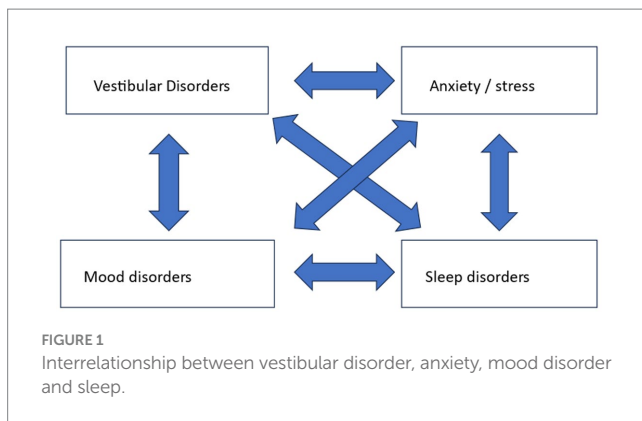 Vestibular Disorders
Anxiety / stress
Mood disorders
Sleep disorders
FIGURE 1
Interrelationship between vestibular disorder, anxiety, mood disorder
and sleep.